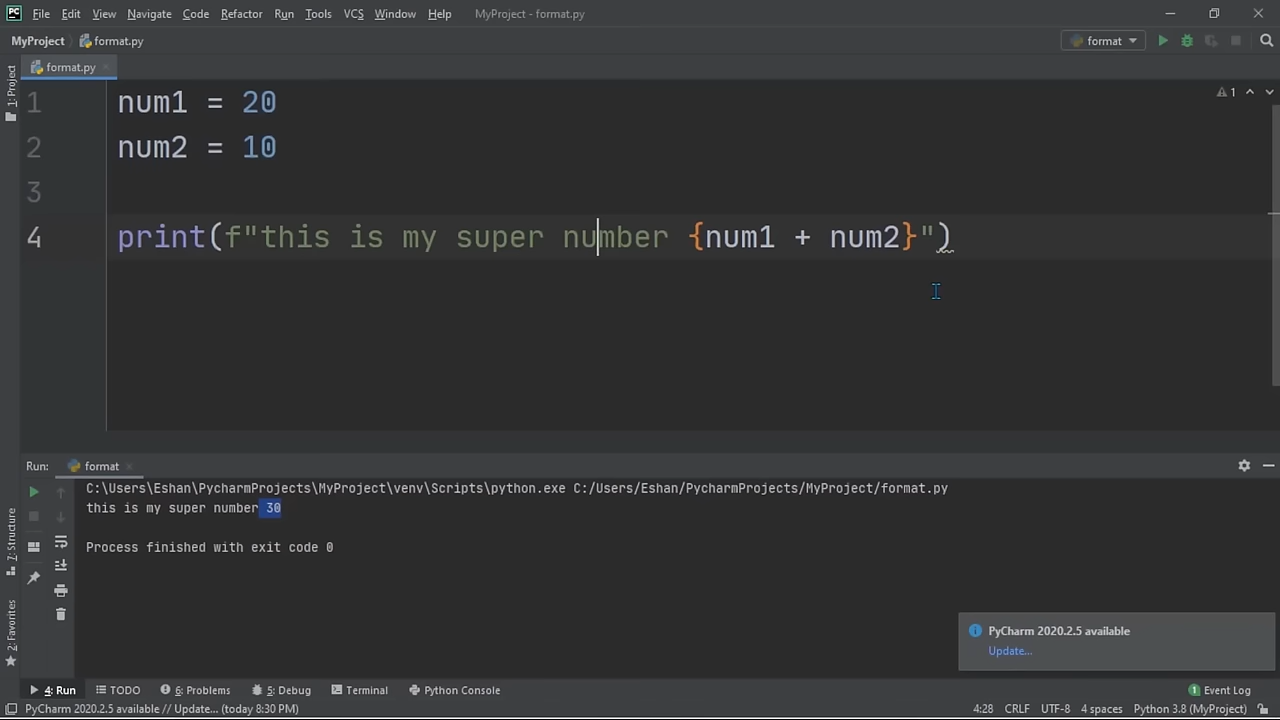 File Edit View Navigate Code Refactor Run Tools VCS Window Help MyProject - format.py
MyProject format.py format
format.py
1: Project
1 num1 = 20
2 num2 = 10
3
4 print(f"this is my super number {num1 + num2}")
1
Run: format
C:\Users\Eshan\PycharmProjects\MyProject\venv\Scripts\python.exe C:/Users/Eshan/PycharmProjects/MyProject/format.py
this is my super number 30
Process finished with exit code 0
Z: Structure
2: Favorites
PyCharm 2020.2.5 available
Update...
4: Run TODO 6: Problems 5: Debug Terminal Python Console 1 Event Log
PyCharm 2020.2.5 available // Update... (today 8:30 PM) 4:28 CRLF UTF-8 4 spaces Python 3.8 (MyProject)